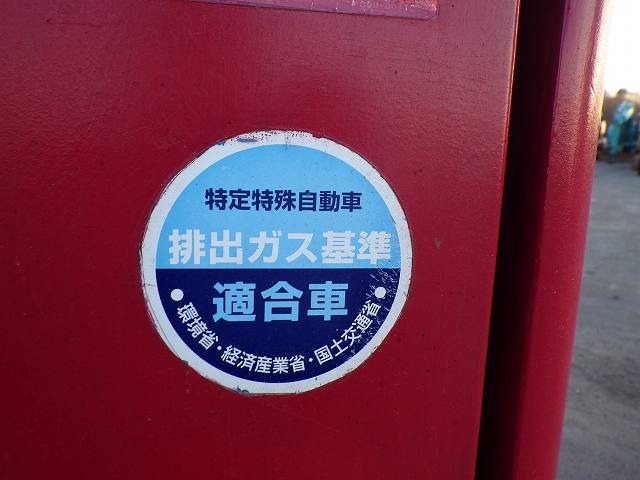 特定特殊自動車
排出ガス基準
適合車
・環境省・経済産業省・国土交通省・